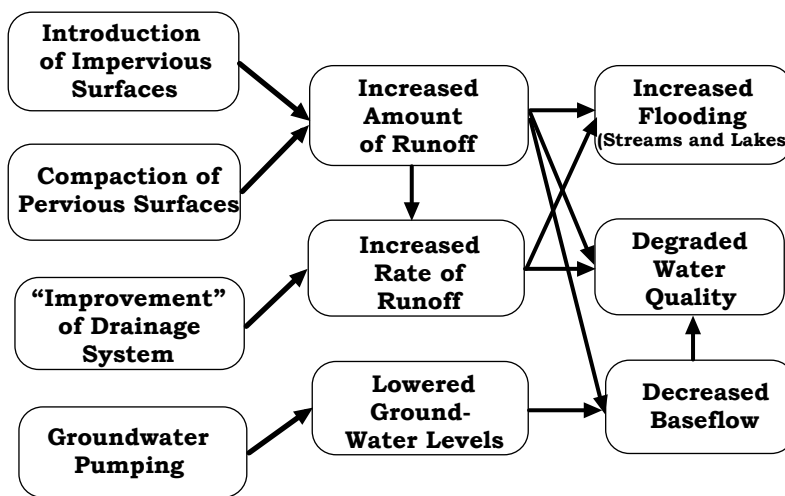 Introduction
of Impervious
Surfaces
Compaction of
Pervious Surfaces
“Improvement”
of Drainage
System
Groundwater
Pumping
Increased
Amount
of Runoff
Increased
Rate of
Runoff
Lowered
Ground-
Water Levels
Increased
Flooding
(Streams and Lakes
Degraded
Water
Quality
Decreased
Baseflow